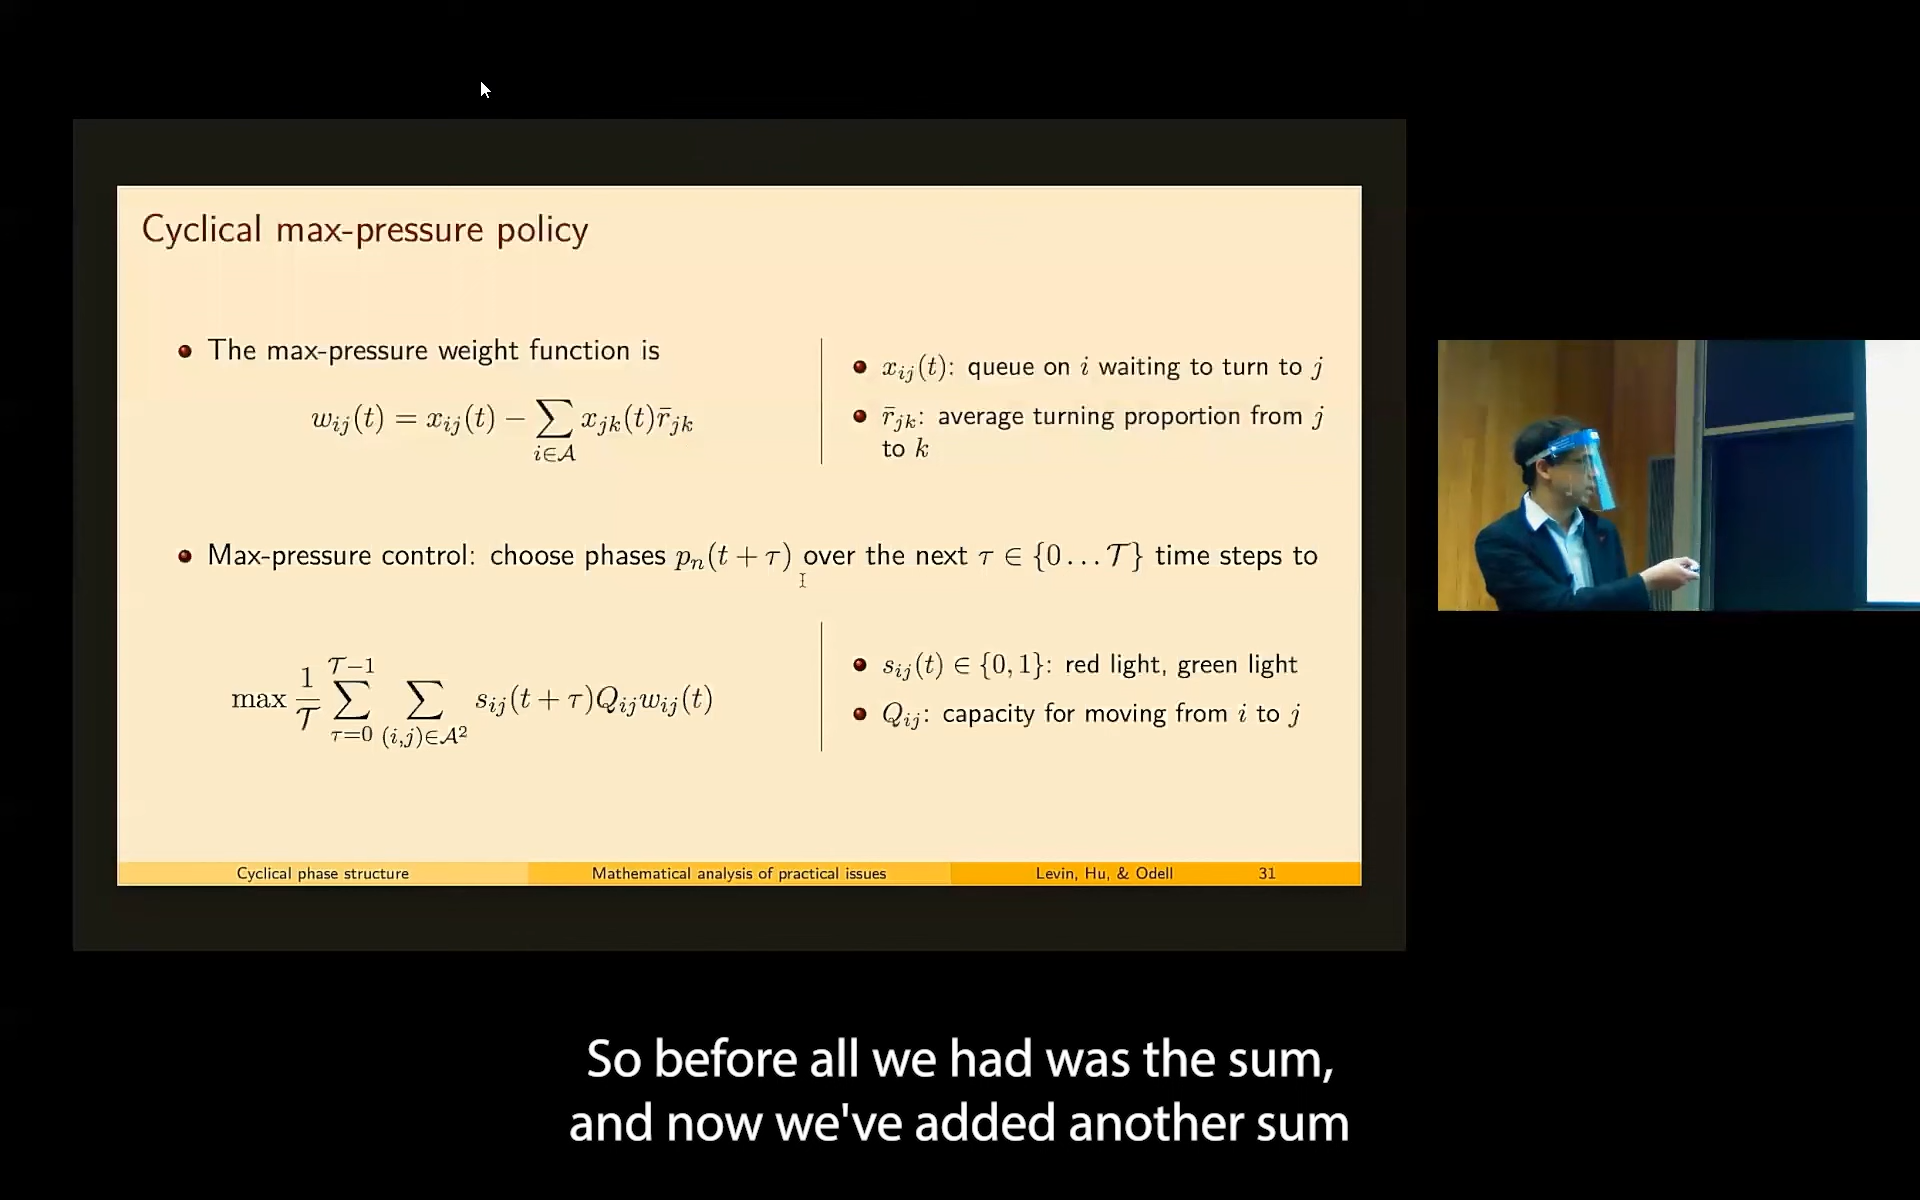 Cyclical max-pressure policy
The max-pressure weight function is
w_{ij}(t) = x_{ij}(t) − ∑_{i∈𝒜} x_{jk}(t) r̄_{jk}
x_{ij}(t): queue on i waiting to turn to j
r̄_{jk}: average turning proportion from j
to k
Max-pressure control: choose phases p_n(t + τ) over the next τ ∈ {0 . . . 𝒯} time steps to
max 1/𝒯 ∑_{τ=0}^{𝒯−1} ∑_{(i,j)∈𝒜²} s_{ij}(t + τ)Q_{ij}w_{ij}(t)
s_{ij}(t) ∈ {0, 1}: red light, green light
Q_{ij}: capacity for moving from i to j
Cyclical phase structure Mathematical analysis of practical issues Levin, Hu, & Odell 31
So before all we had was the sum,
and now we've added another sum